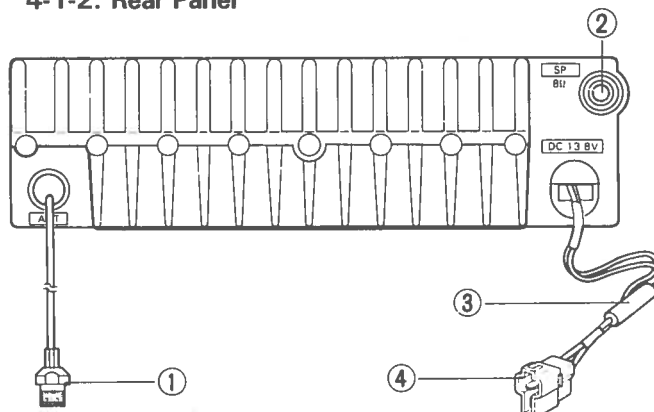 4-1-2. Rear Panel
②
SP
8Ω
DC 13.8V
ANT
③
①
④